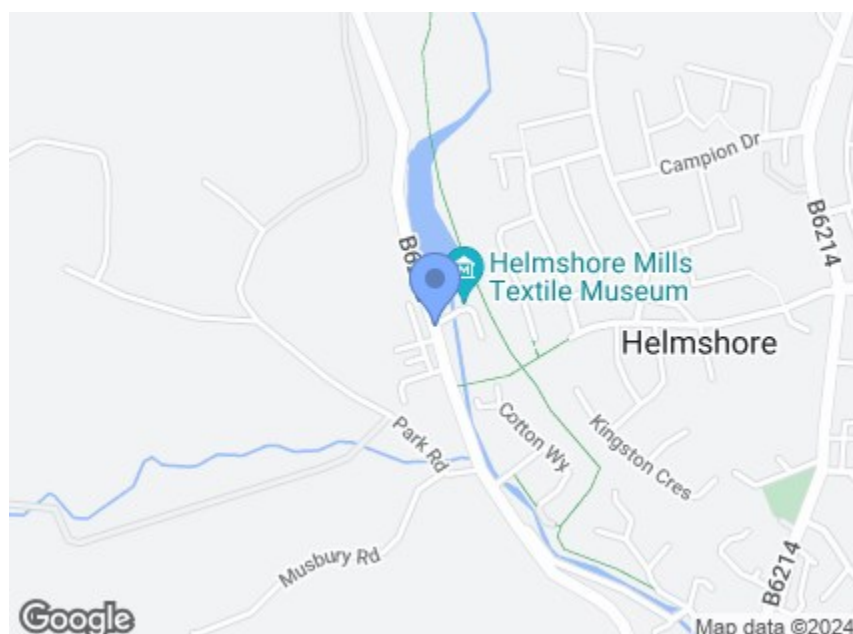 Campion Dr
B6214
Helmshore Mills
Textile Museum
Helmshore
Cotton Wy
Kingston Cres
Park Rd
Musbury Rd
B6214
Google
Map data ©2024